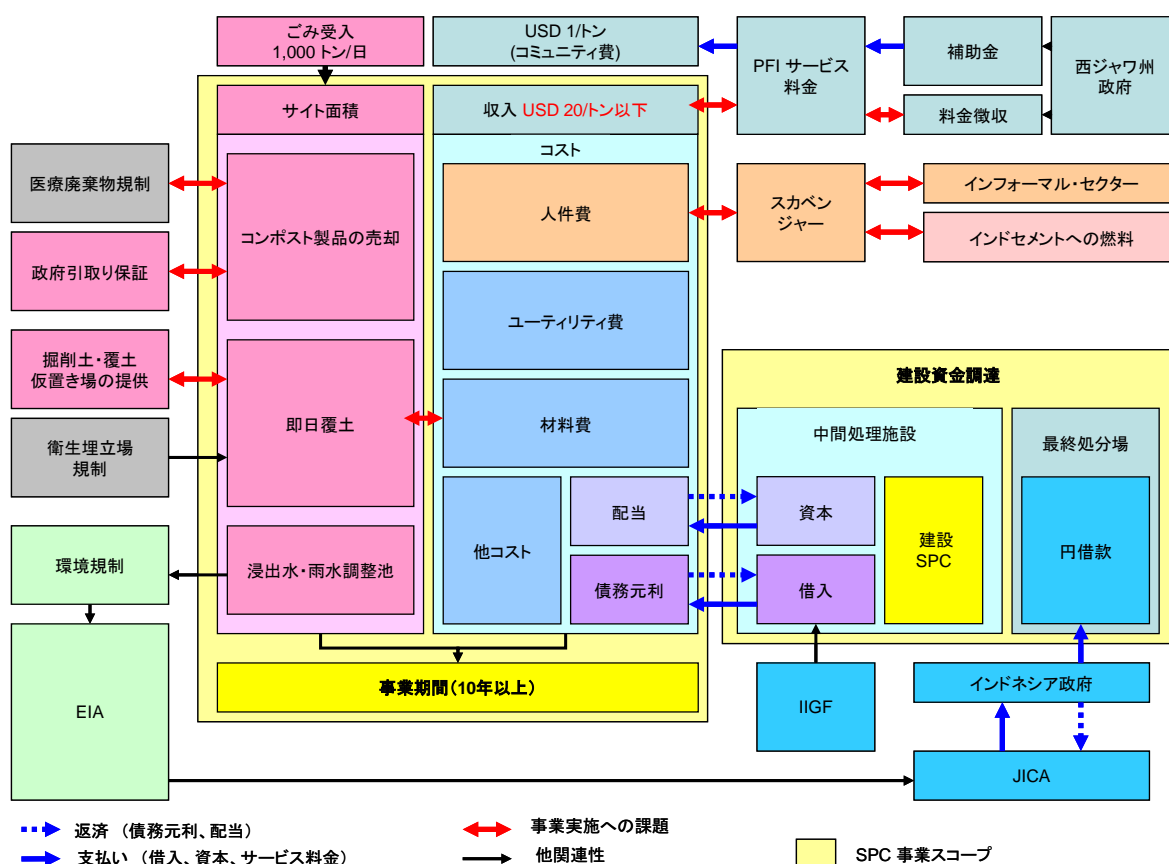 ごみ受入
1,000 トン/日
USD 1/トン
(コミュニティ費)
PFI サービス
料金
補助金
西ジャワ州
政府
料金徴収
サイト面積
収入 USD 20/トン以下
コスト
医療廃棄物規制
政府引取り保証
コンポスト製品の売却
人件費
スカベン
ジャー
インフォーマル・セクター
インドセメントへの燃料
ユーティリティ費
掘削土・覆土
仮置き場の提供
即日覆土
材料費
衛生埋立場
規制
建設資金調達
中間処理施設
最終処分場
他コスト
配当
資本
建設
SPC
円借款
環境規制
浸出水・雨水調整池
債務元利
借入
事業期間(10年以上)
EIA
IIGF
インドネシア政府
JICA
返済 (債務元利、配当)
事業実施への課題
支払い (借入、資本、サービス料金)
他関連性
SPC 事業スコープ